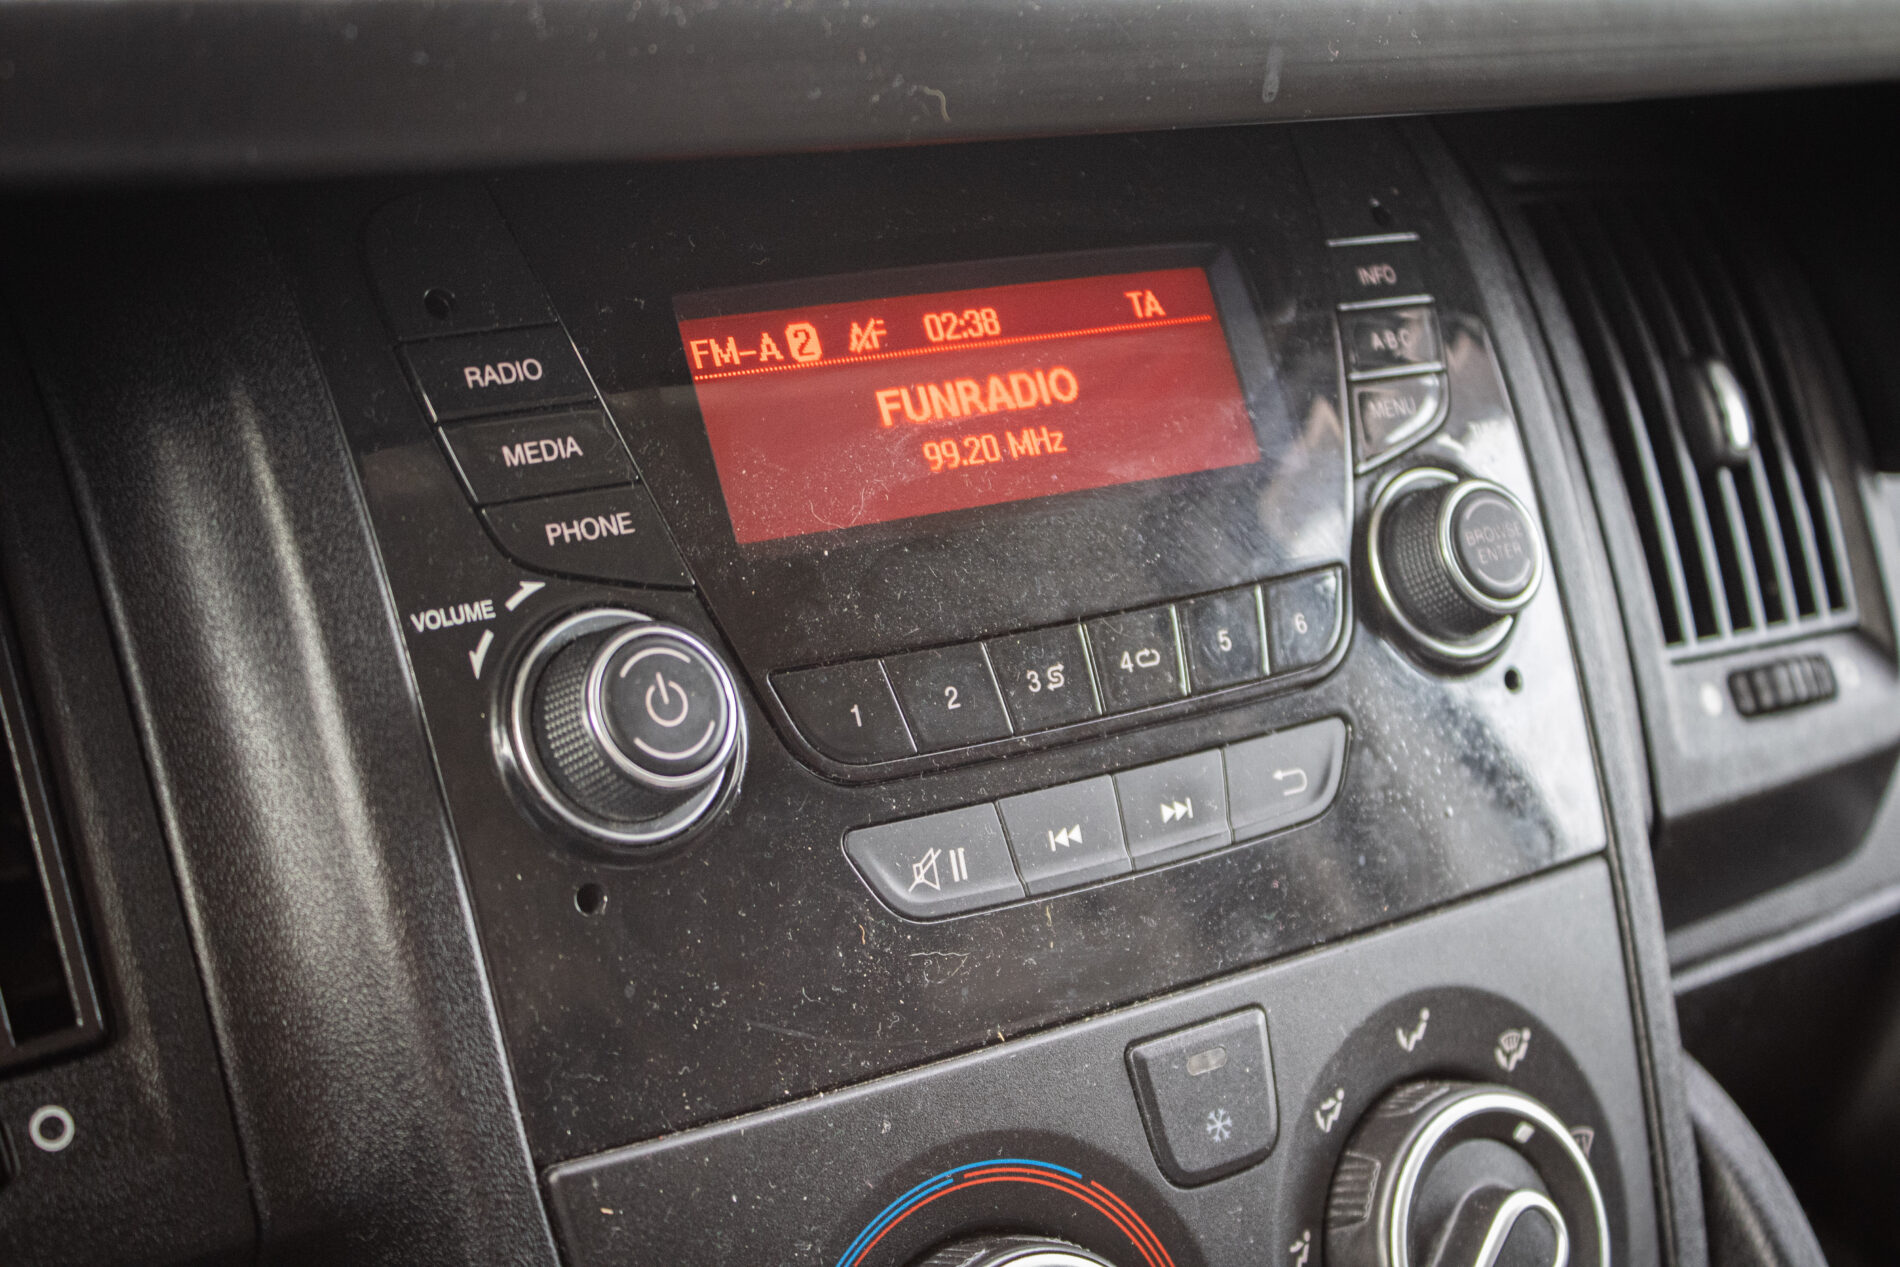 FM-A 2 AF 02:38 TA
FUNRADIO
99.20 MHz
RADIO
MEDIA
PHONE
VOLUME
INFO
ABC
MENU
BROWSE
ENTER
1 2 3 4 5 6